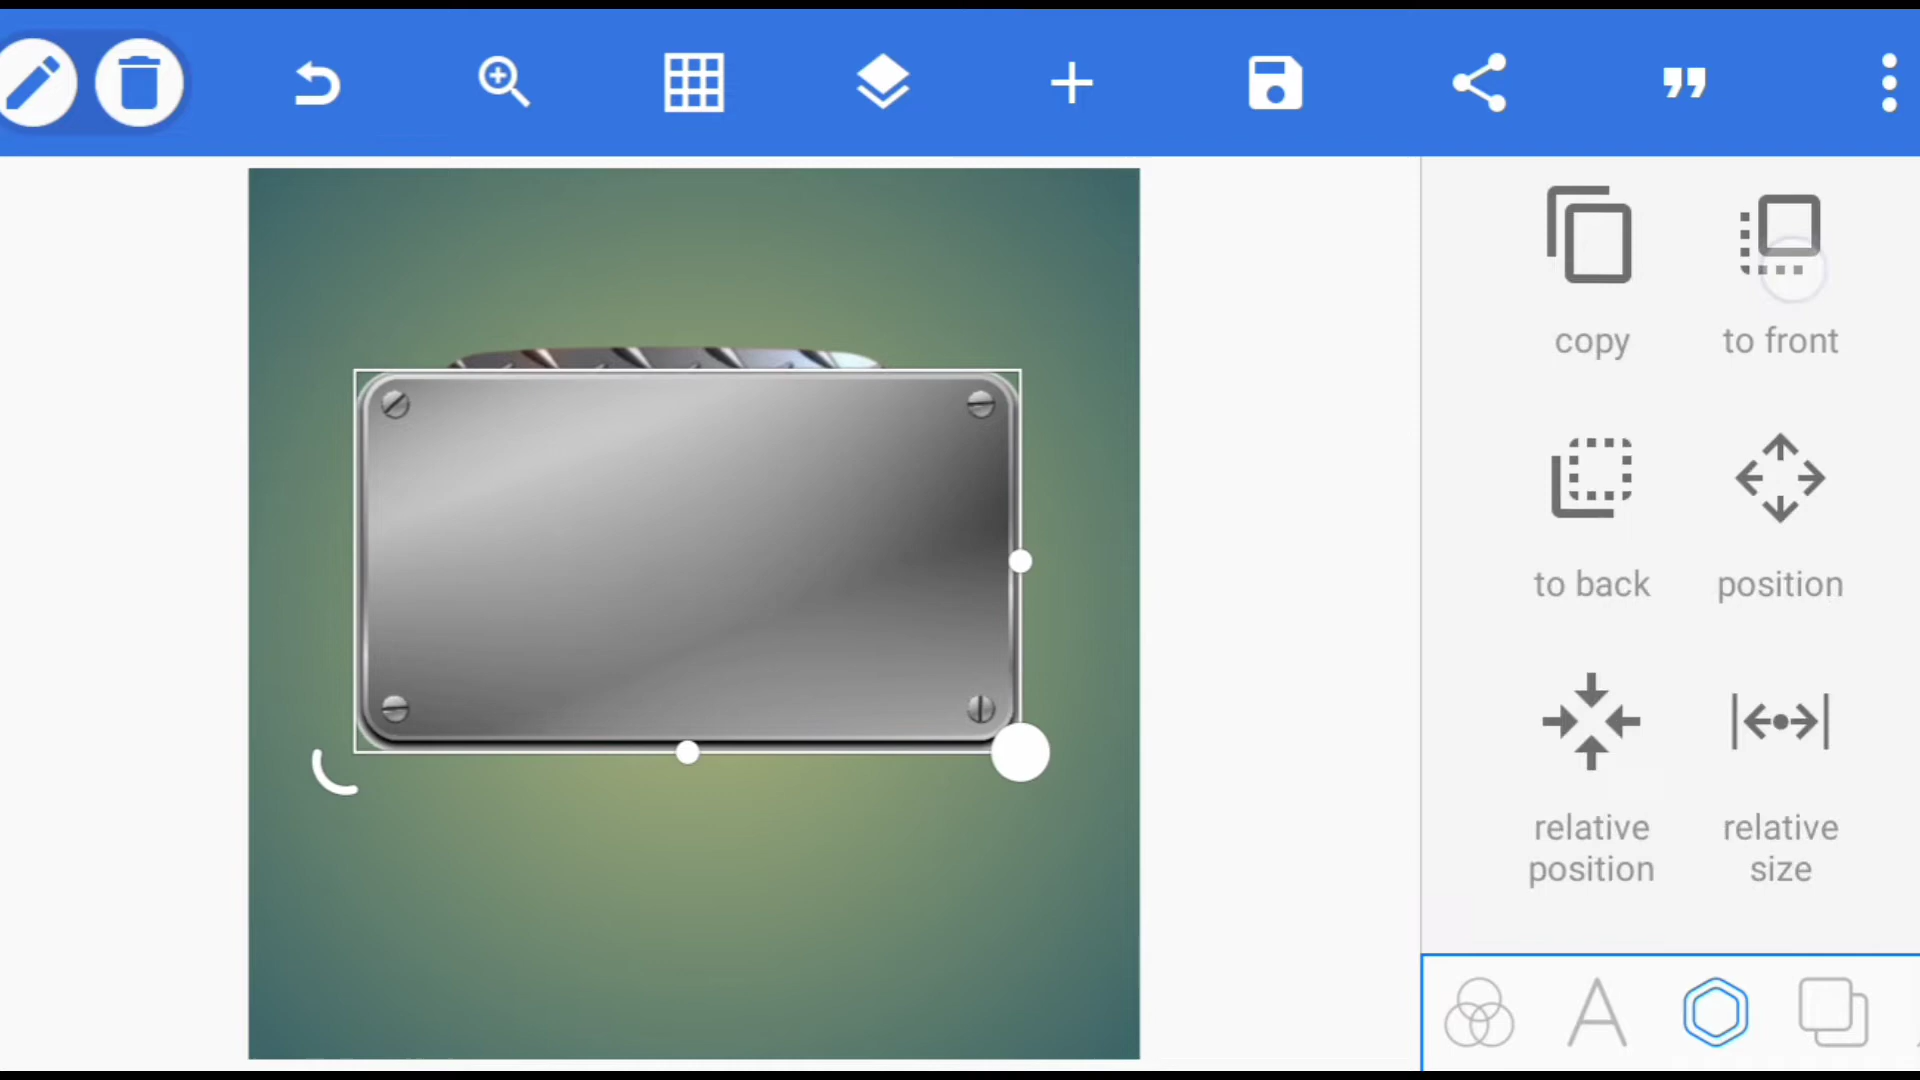 copy
to front
to back
position
relative
position
relative
size